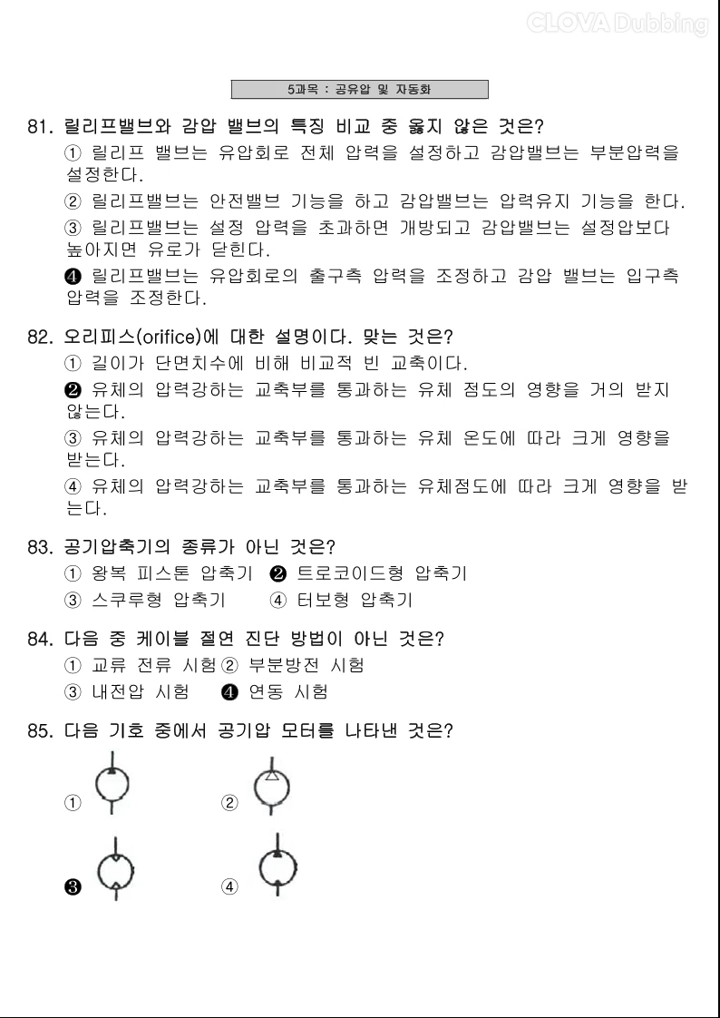 CLOVA Dubbing
5과목 : 공유압 및 자동화
81. 릴리프밸브와 감압 밸브의 특징 비교 중 옳지 않은 것은?
① 릴리프 밸브는 유압회로 전체 압력을 설정하고 감압밸브는 부분압력을
설정한다.
② 릴리프밸브는 안전밸브 기능을 하고 감압밸브는 압력유지 기능을 한다.
③ 릴리프밸브는 설정 압력을 초과하면 개방되고 감압밸브는 설정압보다
높아지면 유로가 닫힌다.
❹ 릴리프밸브는 유압회로의 출구측 압력을 조정하고 감압 밸브는 입구측
압력을 조정한다.
82. 오리피스(orifice)에 대한 설명이다. 맞는 것은?
① 길이가 단면치수에 비해 비교적 빈 교축이다.
❷ 유체의 압력강하는 교축부를 통과하는 유체 점도의 영향을 거의 받지
않는다.
③ 유체의 압력강하는 교축부를 통과하는 유체 온도에 따라 크게 영향을
받는다.
④ 유체의 압력강하는 교축부를 통과하는 유체점도에 따라 크게 영향을 받
는다.
83. 공기압축기의 종류가 아닌 것은?
① 왕복 피스톤 압축기 ❷ 트로코이드형 압축기
③ 스쿠루형 압축기 ④ 터보형 압축기
84. 다음 중 케이블 절연 진단 방법이 아닌 것은?
① 교류 전류 시험 ② 부분방전 시험
③ 내전압 시험 ❹ 연동 시험
85. 다음 기호 중에서 공기압 모터를 나타낸 것은?
① ②
❸ ④